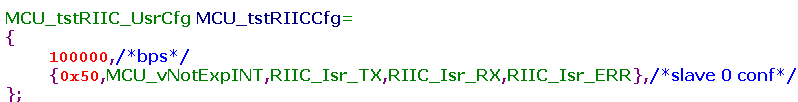 MCU_tstRIIC_UsrCfg MCU_tstRIICCfg=
{
100000,/*bps*/
{0x50,MCU_vNotExpINT,RIIC_Isr_TX,RIIC_Isr_RX,RIIC_Isr_ERR},/*slave 0 conf*/
};